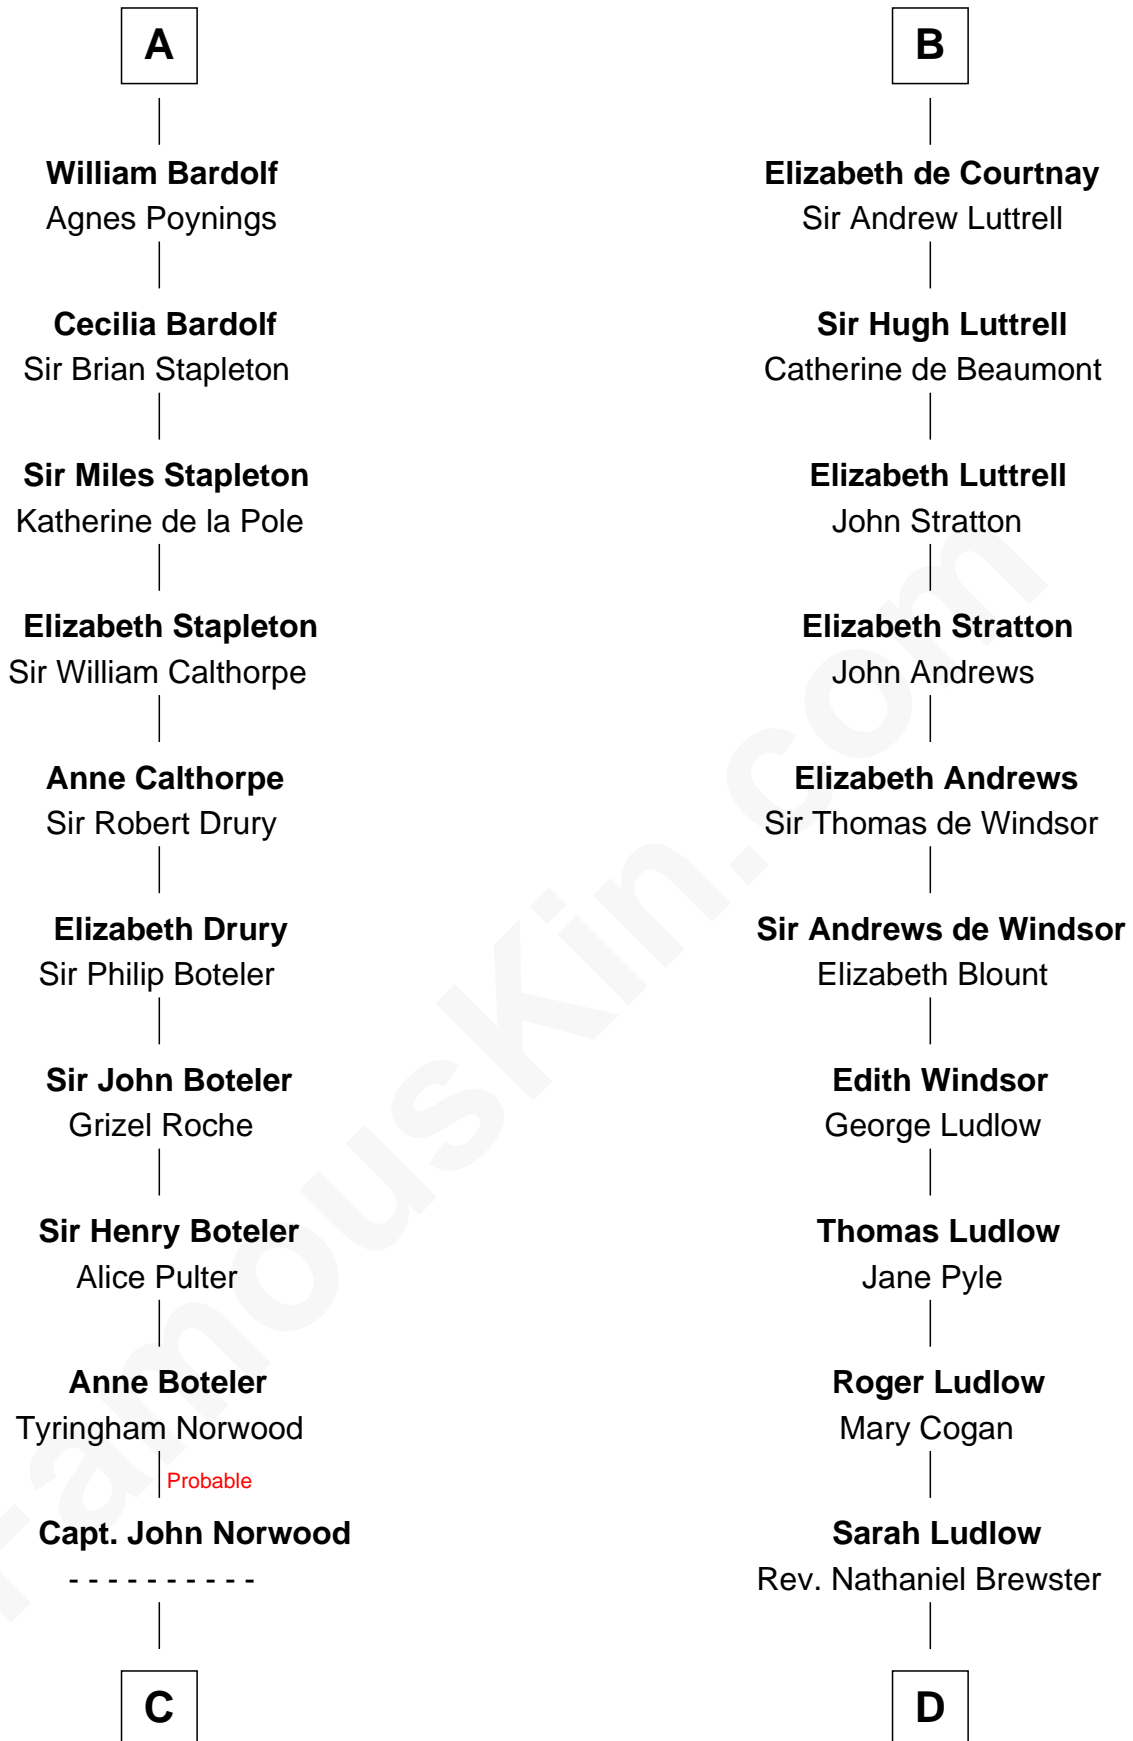 A
William Bardolf
Agnes Poynings
Cecilia Bardolf
Sir Brian Stapleton
Sir Miles Stapleton
Katherine de la Pole
Elizabeth Stapleton
Sir William Calthorpe
Anne Calthorpe
Sir Robert Drury
Elizabeth Drury
Sir Philip Boteler
Sir John Boteler
Grizel Roche
Sir Henry Boteler
Alice Pulter
Anne Boteler
Tyringham Norwood
Probable
Capt. John Norwood
- - - - - - - - - -
C
B
Elizabeth de Courtnay
Sir Andrew Luttrell
Sir Hugh Luttrell
Catherine de Beaumont
Elizabeth Luttrell
John Stratton
Elizabeth Stratton
John Andrews
Elizabeth Andrews
Sir Thomas de Windsor
Sir Andrews de Windsor
Elizabeth Blount
Edith Windsor
George Ludlow
Thomas Ludlow
Jane Pyle
Roger Ludlow
Mary Cogan
Sarah Ludlow
Rev. Nathaniel Brewster
D
FamousKin.com